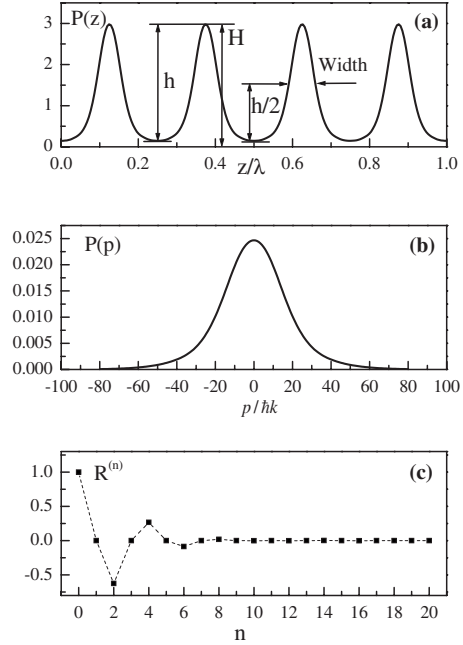 P(z) (a)
3
H
2
Width
h
h/2
1
0
0.0 0.2 0.4 0.6 0.8 1.0
z/λ
0.025
P(p) (b)
0.020
0.015
0.010
0.005
0.000
-100 -80 -60 -40 -20 0 20 40 60 80 100
p/ħk
R⁽ⁿ⁾ (c)
1.0
0.5
0.0
-0.5
0 2 4 6 8 10 12 14 16 18 20
n